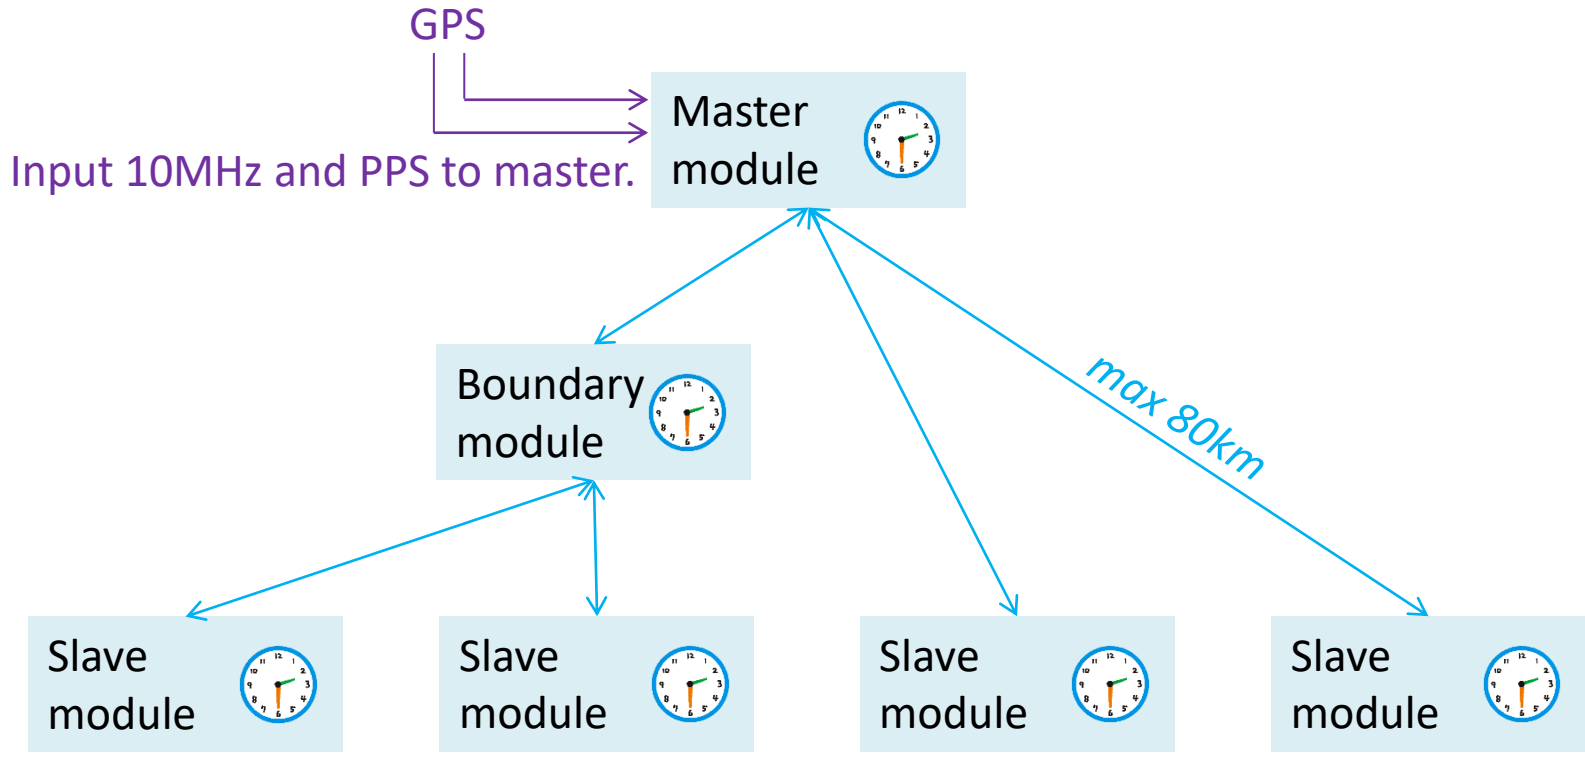 GPS
Input 10MHz and PPS to master.
Master
module
Boundary
module
max 80km
Slave
module
Slave
module
Slave
module
Slave
module